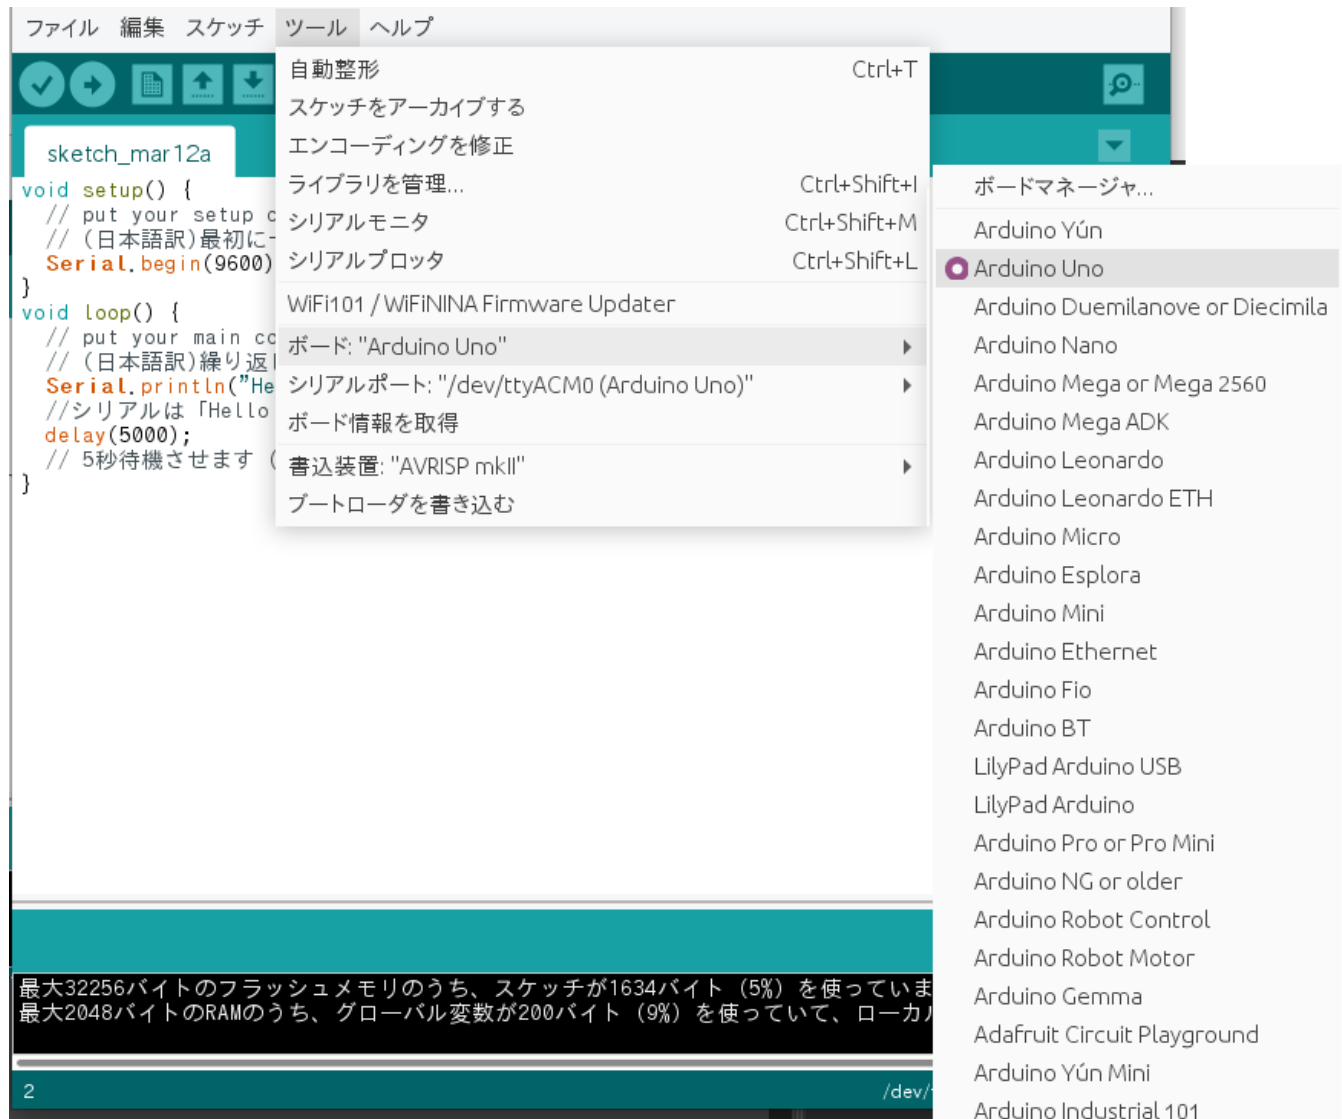 ファイル 編集 スケッチ ツール ヘルプ
sketch_mar12a
void setup() {
// put your setup c
// (日本語訳)最初に
Serial.begin(9600)
}
void loop() {
// put your main co
// (日本語訳)繰り返
Serial.println("He
//シリアルは「Hello
delay(5000);
// 5秒待機させます (
}
自動整形 Ctrl+T
スケッチをアーカイブする
エンコーディングを修正
ライブラリを管理... Ctrl+Shift+I
シリアルモニタ Ctrl+Shift+M
シリアルプロッタ Ctrl+Shift+L
WiFi101 / WiFiNINA Firmware Updater
ボード: "Arduino Uno"
シリアルポート: "/dev/ttyACM0 (Arduino Uno)"
ボード情報を取得
書込装置: "AVRISP mkII"
ブートローダを書き込む
ボードマネージャ...
Arduino Yún
Arduino Uno
Arduino Duemilanove or Diecimila
Arduino Nano
Arduino Mega or Mega 2560
Arduino Mega ADK
Arduino Leonardo
Arduino Leonardo ETH
Arduino Micro
Arduino Esplora
Arduino Mini
Arduino Ethernet
Arduino Fio
Arduino BT
LilyPad Arduino USB
LilyPad Arduino
Arduino Pro or Pro Mini
Arduino NG or older
Arduino Robot Control
Arduino Robot Motor
Arduino Gemma
Adafruit Circuit Playground
Arduino Yún Mini
Arduino Industrial 101
最大32256バイトのフラッシュメモリのうち、スケッチが1634バイト (5%) を使っていま
最大2048バイトのRAMのうち、グローバル変数が200バイト (9%) を使っていて、ローカ
2 /dev/